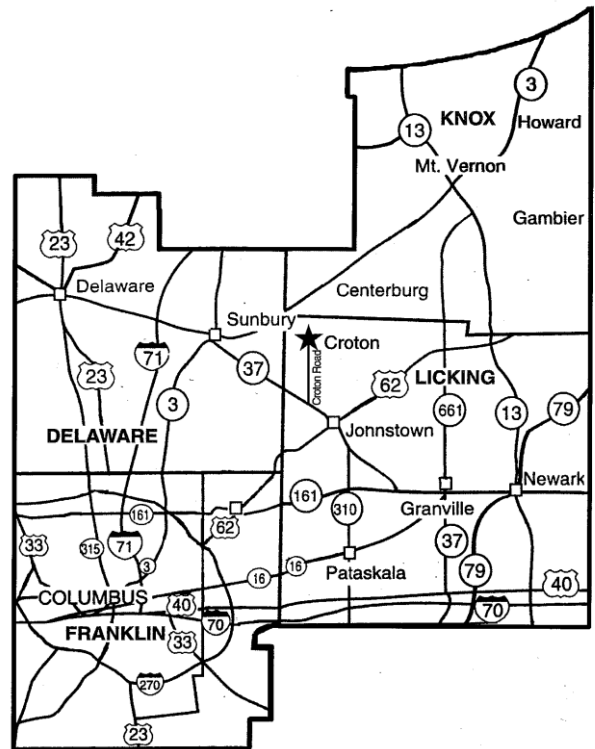 3
KNOX
Howard
13
Mt. Vernon
Gambier
23
42
Delaware
Centerburg
Sunbury
Croton
71
37
Croton Road
62
LICKING
23
3
661
13
79
DELAWARE
Johnstown
161
Newark
161
62
310
Granville
33
315
71
3
16
16
37
Pataskala
79
40
COLUMBUS
40
70
70
FRANKLIN
33
270
23